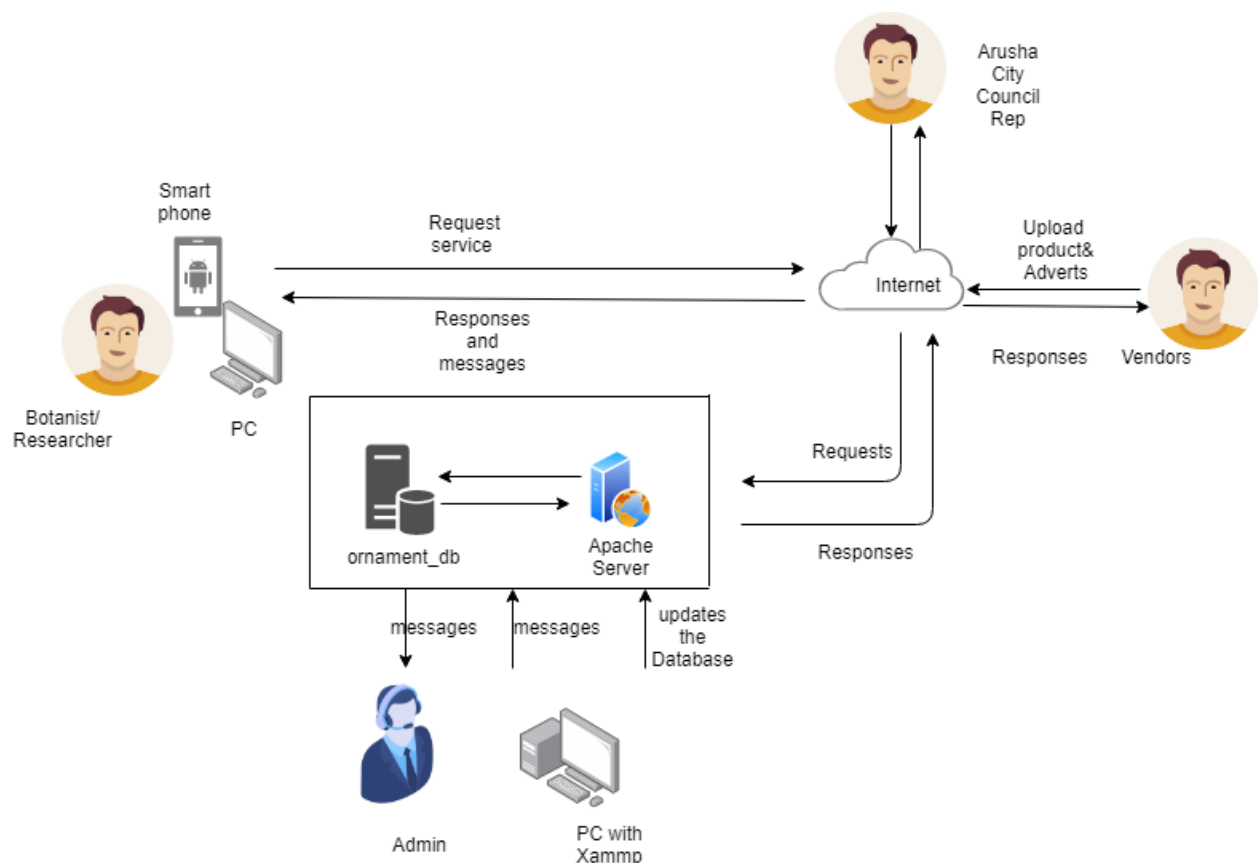 Arusha
City
Council
Rep
Smart
phone
Request
service
Upload
product&
Adverts
Internet
Responses
and
messages
Responses
Vendors
Botanist/
Researcher
PC
Requests
ornament_db
Apache
Server
Responses
messages
messages
updates
the
Database
Admin
PC with
Xammp